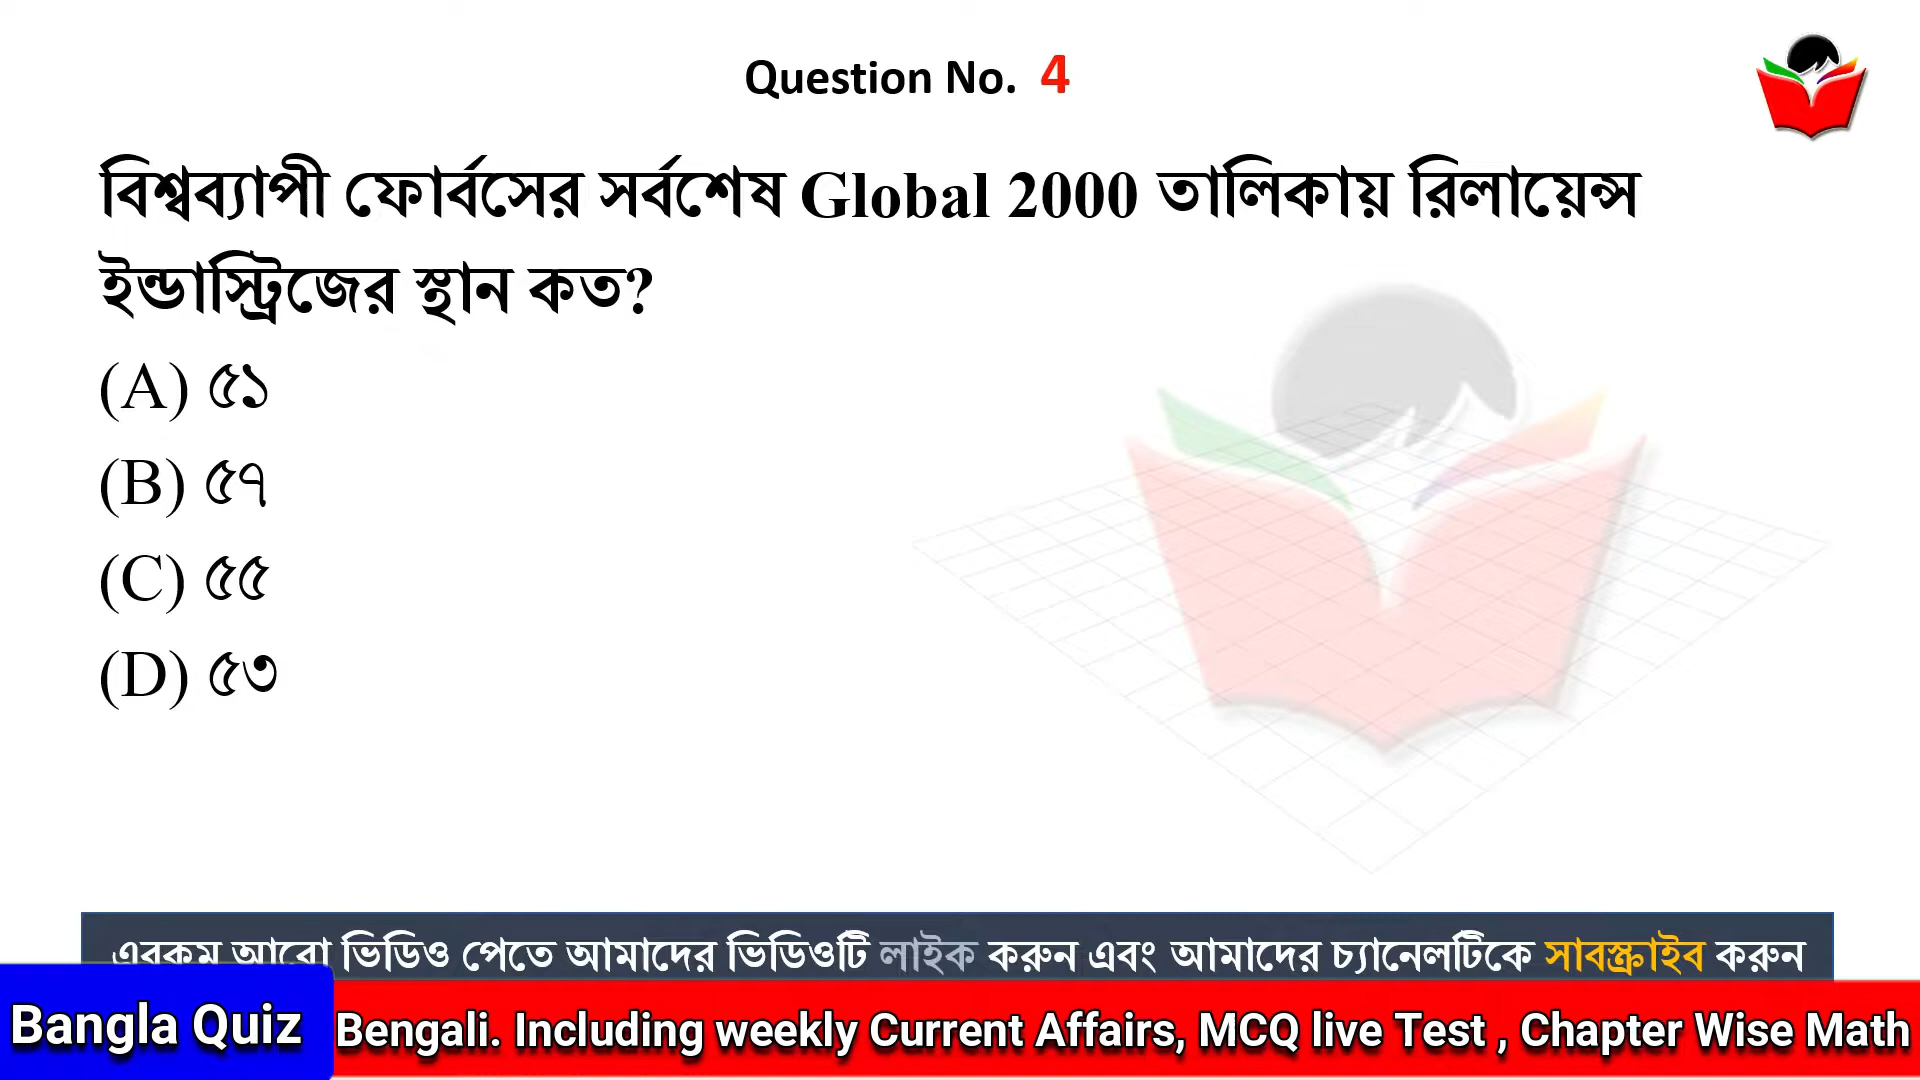 Question No. 4
বিশ্বব্যাপী ফোর্বসের সর্বশেষ Global 2000 তালিকায় রিলায়েন্স
ইন্ডাস্ট্রিজের স্থান কত?
(A) ৫১
(B) ৫৭
(C) ৫৫
(D) ৫৩
এরকম আরো ভিডিও পেতে আমাদের ভিডিওটি লাইক করুন এবং আমাদের চ্যানেলটিকে সাবস্ক্রাইব করুন
Bangla Quiz
Bengali. Including weekly Current Affairs, MCQ live Test , Chapter Wise Math